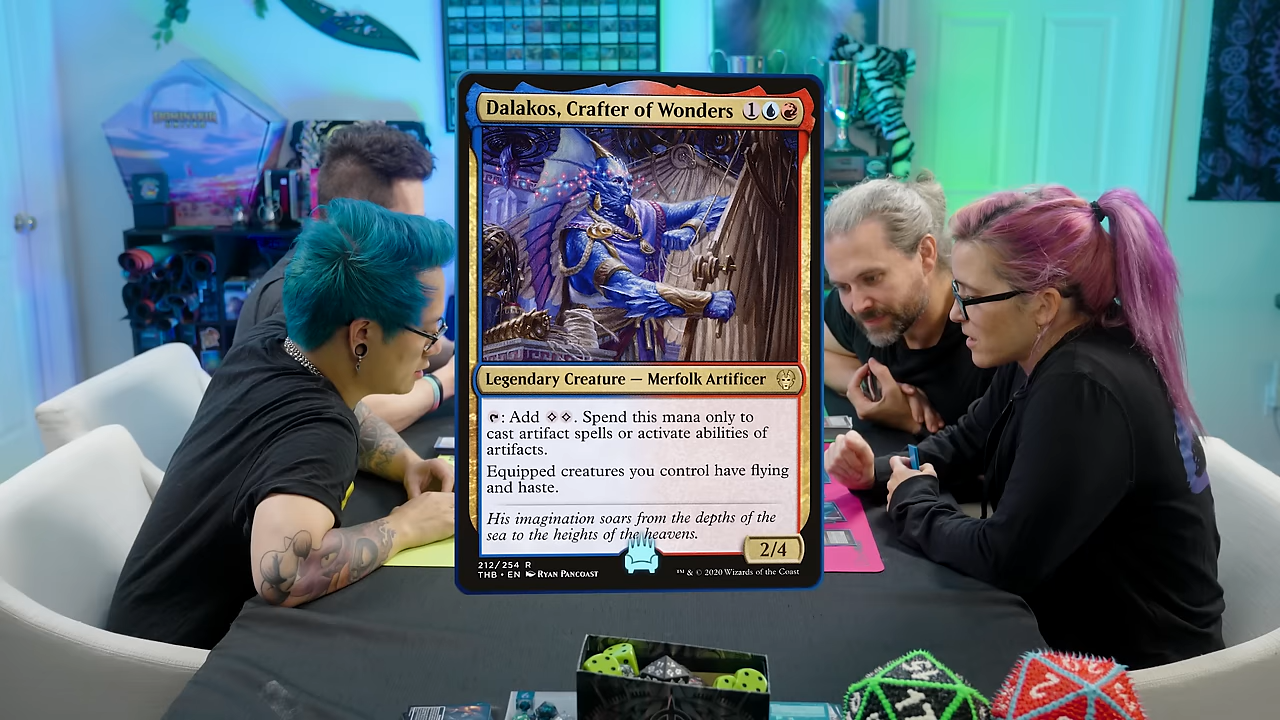 DOMINARIA
UNITED
Dalakos, Crafter of Wonders 1
Legendary Creature — Merfolk Artificer
: Add . Spend this mana only to
cast artifact spells or activate abilities of
artifacts.
Equipped creatures you control have flying
and haste.
His imagination soars from the depths of the
sea to the heights of the heavens.
2/4
212/254 R
THB • EN Ryan Pancoast
™ & © 2020 Wizards of the Coast